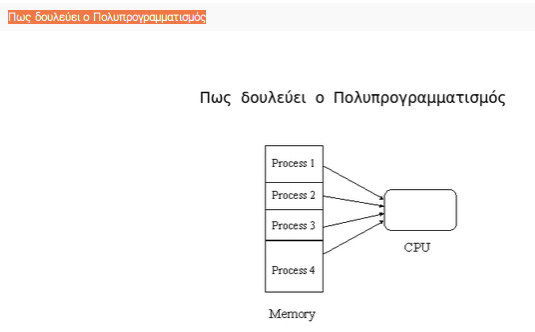 Πως δουλεύει ο Πολυπρογραμματισμός
Πως δουλεύει ο Πολυπρογραμματισμός
Process 1
Process 2
Process 3
Process 4
CPU
Memory